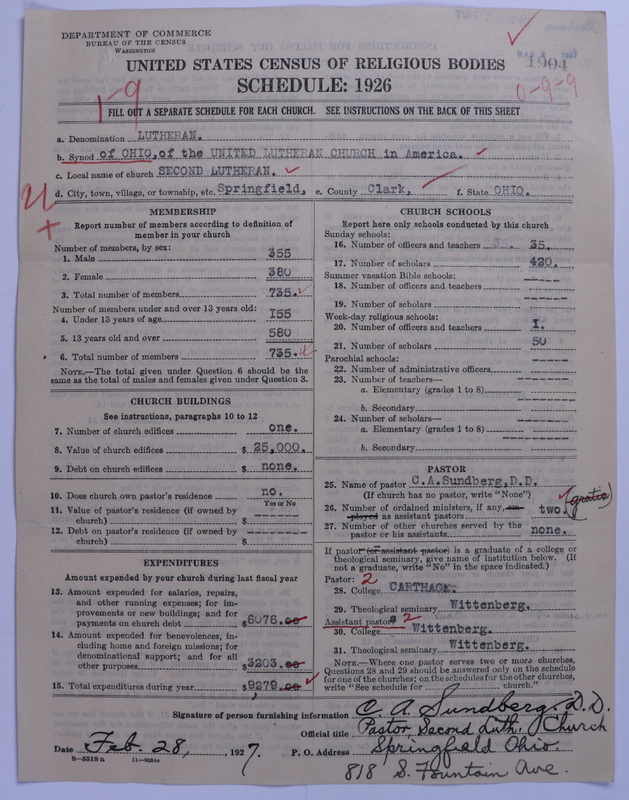 DEPARTMENT OF COMMERCE
BUREAU OF THE CENSUS
WASHINGTON
1904
UNITED STATES CENSUS OF RELIGIOUS BODIES
SCHEDULE: 1926
1-9
0-9-9
FILL OUT A SEPARATE SCHEDULE FOR EACH CHURCH. SEE INSTRUCTIONS ON THE BACK OF THIS SHEET
a. Denomination LUTHERAN.
b. Synod of OHIO, of the UNITED LUTHERAN CHURCH in America.
c. Local name of church SECOND LUTHERAN.
d. City, town, village, or township, etc. Springfield, e. County Clark, f. State OHIO.
MEMBERSHIP
Report number of members according to definition of
member in your church
Number of members, by sex:
1. Male 355
2. Female 380
3. Total number of members 735.
Number of members under and over 13 years old:
4. Under 13 years of age 155
5. 13 years old and over 580
6. Total number of members 735.
NOTE.—The total given under Question 6 should be
same as the total of males and females given under Question 3.
CHURCH BUILDINGS
See instructions, paragraphs 10 to 12
7. Number of church edifices one.
8. Value of church edifices $ 25,000.
9. Debt on church edifices $ none.
10. Does church own pastor's residence no.
Yes or No
11. Value of pastor's residence (if owned by
church) $ -------
12. Debt on pastor's residence (if owned by
church) $ -------
EXPENDITURES
Amount expended by your church during last fiscal year
13. Amount expended for salaries, repairs,
and other running expenses; for im-
provements or new buildings; and for
payments on church debt $6076.00
14. Amount expended for benevolences, in-
cluding home and foreign missions; for
denominational support; and for all
other purposes $3203.00
15. Total expenditures during year $9279.00
CHURCH SCHOOLS
Report here only schools conducted by this church
Sunday schools:
16. Number of officers and teachers 35.
17. Number of scholars 420.
Summer vacation Bible schools:
18. Number of officers and teachers -----
19. Number of scholars -----
Week-day religious schools:
20. Number of officers and teachers 1.
21. Number of scholars 50
Parochial schools:
22. Number of administrative officers -----
23. Number of teachers—
a. Elementary (grades 1 to 8)
b. Secondary
24. Number of scholars—
a. Elementary (grades 1 to 8)
b. Secondary
PASTOR
25. Name of pastor C.A.Sundberg, D.D.
(If church has no pastor, write "None")
26. Number of ordained ministers, if any, em-
ployed as assistant pastors two. (gratis)
27. Number of other churches served by the
pastor or his assistants none.
If pastor (or assistant pastor) is a graduate of a college or
theological seminary, give name of institution below. (If
not a graduate, write "No" in the space indicated.)
Pastor: 2
28. College CARTHAGE.
29. Theological seminary Wittenberg.
Assistant pastors 2
30. College Wittenberg.
31. Theological seminary Wittenberg.
NOTE.—Where one pastor serves two or more churches,
Questions 28 and 29 should be answered only on the schedule
for one of the churches; on the schedules for the other churches,
write "See schedule for church."
Signature of person furnishing information C. A. Sundberg. D.D.
Official title Pastor, Second Luth. Church
Date Feb. 28, 1927. P. O. Address Springfield Ohio.
818 S. Fountain Ave.
8—5518 a